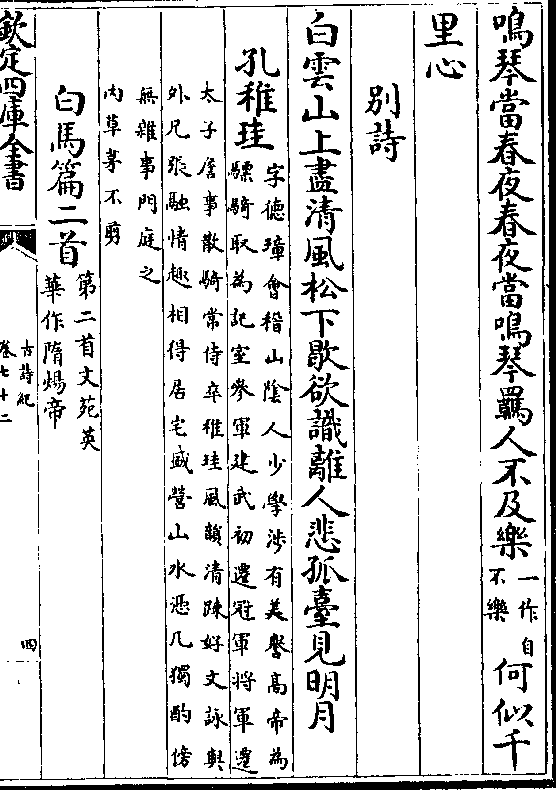 鳴琴當春夜春夜當鳴琴羈人不及樂一作自不樂何似千
里心
別詩
白雲山上盡清風松下歇欲識離人悲孤臺見明月
孔稚珪字德璋會稽山陰人少學渉有美譽高帝為
驃騎取為記室參軍建武初遷冠軍將軍遷
太子詹事散騎常侍卒稚珪風韻清踈好文詠與
外兄張融情趣相得居宅盛營山水憑几獨酌傍
無雜事門庭之
内草茅不剪
白馬篇二首第二首文苑英
華作隋煬帝
欽定四庫全書
古詩紀
卷七十二
四